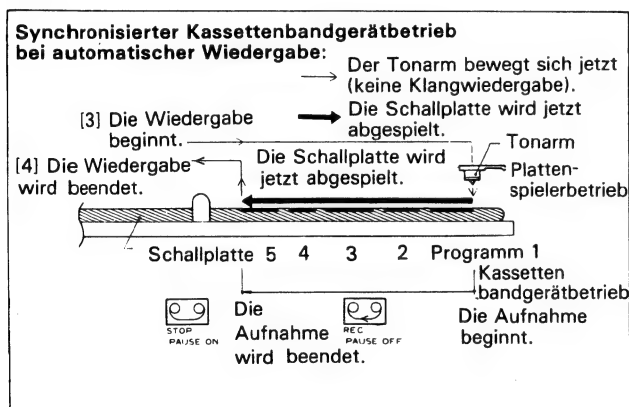 Synchronisierter Kassettenbandgerätbetrieb
bei automatischer Wiedergabe:
Der Tonarm bewegt sich jetzt
(keine Klangwiedergabe).
[3] Die Wiedergabe
beginnt.
Die Schallplatte wird jetzt
abgespielt.
[4] Die Wiedergabe
wird beendet.
Die Schallplatte wird
jetzt abgespielt.
Tonarm
Platten-
spielerbetrieb
Schallplatte 5 4 3 2 Programm 1
Kassetten
bandgerätbetrieb
STOP
PAUSE ON
Die
Aufnahme
wird beendet.
REC
PAUSE OFF
Die Aufnahme
beginnt.